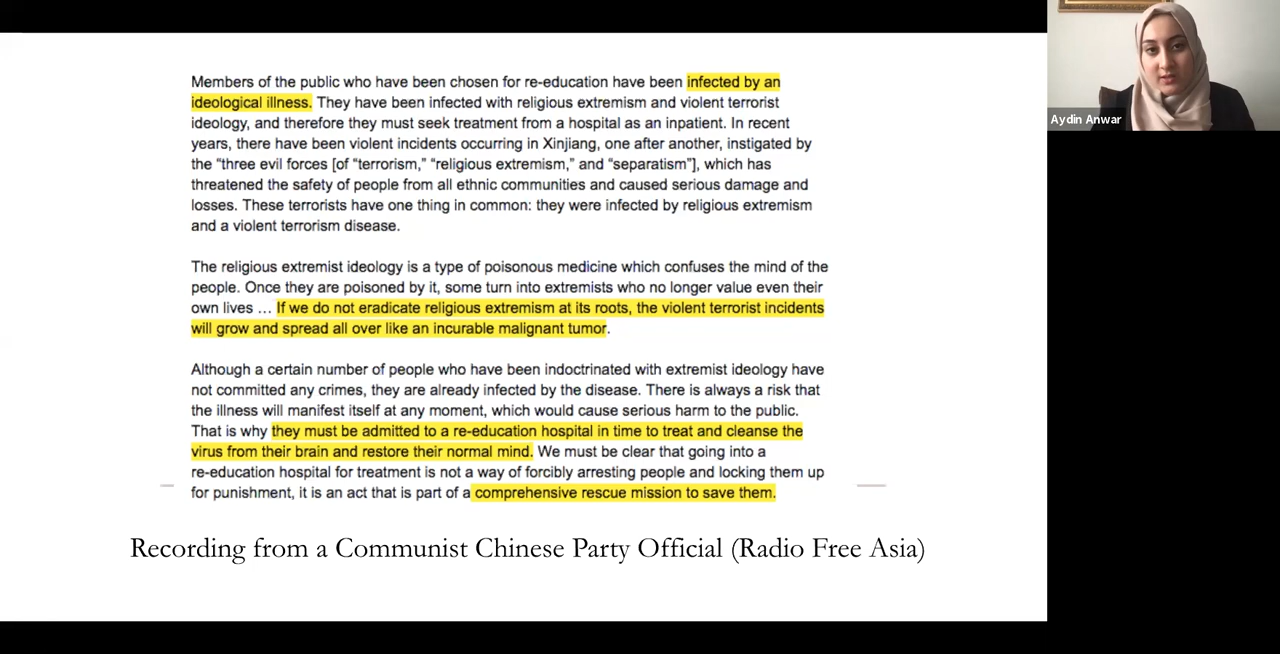 Members of the public who have been chosen for re-education have been infected by an
ideological illness. They have been infected with religious extremism and violent terrorist
ideology, and therefore they must seek treatment from a hospital as an inpatient. In recent
years, there have been violent incidents occurring in Xinjiang, one after another, instigated by
the “three evil forces [of “terrorism,” “religious extremism,” and “separatism”], which has
threatened the safety of people from all ethnic communities and caused serious damage and
losses. These terrorists have one thing in common: they were infected by religious extremism
and a violent terrorism disease.
The religious extremist ideology is a type of poisonous medicine which confuses the mind of the
people. Once they are poisoned by it, some turn into extremists who no longer value even their
own lives … If we do not eradicate religious extremism at its roots, the violent terrorist incidents
will grow and spread all over like an incurable malignant tumor.
Although a certain number of people who have been indoctrinated with extremist ideology have
not committed any crimes, they are already infected by the disease. There is always a risk that
the illness will manifest itself at any moment, which would cause serious harm to the public.
That is why they must be admitted to a re-education hospital in time to treat and cleanse the
virus from their brain and restore their normal mind. We must be clear that going into a
re-education hospital for treatment is not a way of forcibly arresting people and locking them up
for punishment, it is an act that is part of a comprehensive rescue mission to save them.
Recording from a Communist Chinese Party Official (Radio Free Asia)
Aydin Anwar